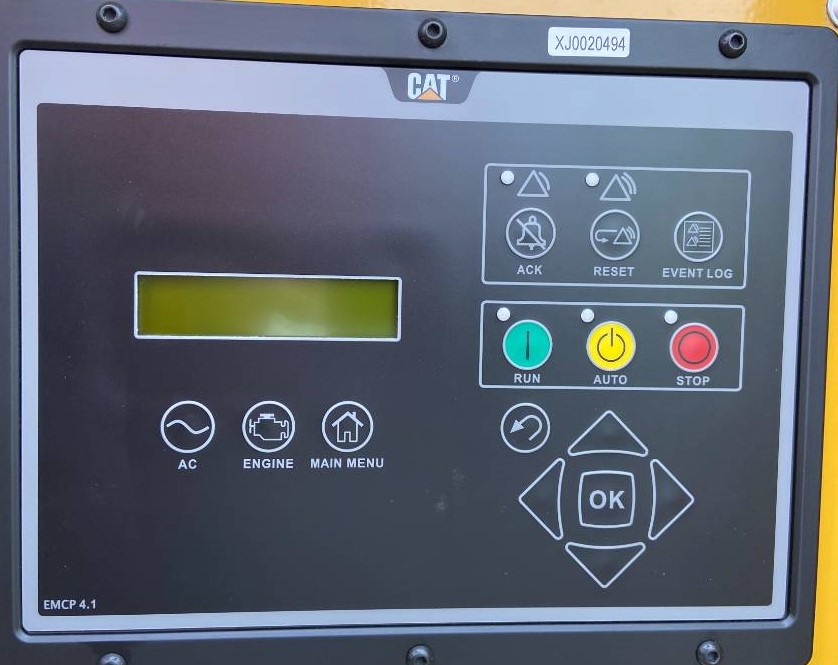 XJ0020494
CAT®
ACK RESET EVENT LOG
RUN AUTO STOP
AC ENGINE MAIN MENU
OK
EMCP 4.1